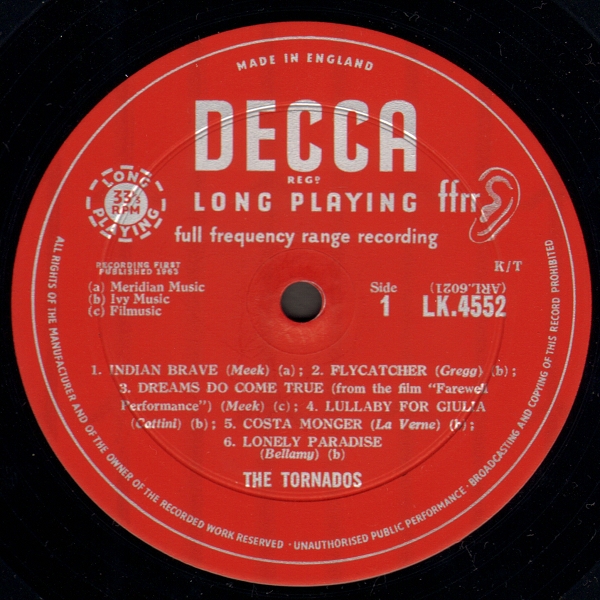 MADE IN ENGLAND
DECCA
REGD
LONG PLAYING
ffrr
LONG PLAYING
33⅓
RPM
full frequency range recording
RECORDING FIRST
PUBLISHED 1963
K/T
(a) Meridian Music
(b) Ivy Music
(c) Filmusic
Side
1
(ARL.6021)
LK.4552
1. INDIAN BRAVE (Meek) (a); 2. FLYCATCHER (Gregg) (b);
3. DREAMS DO COME TRUE (from the film "Farewell
Performance") (Meek) (c); 4. LULLABY FOR GIULIA
(Cattini) (b); 5. COSTA MONGER (La Verne) (b);
6. LONELY PARADISE
(Bellamy) (b)
THE TORNADOS
ALL RIGHTS OF THE MANUFACTURER AND OF THE OWNER OF THE RECORDED WORK RESERVED · UNAUTHORISED PUBLIC PERFORMANCE · BROADCASTING AND COPYING OF THIS RECORD PROHIBITED